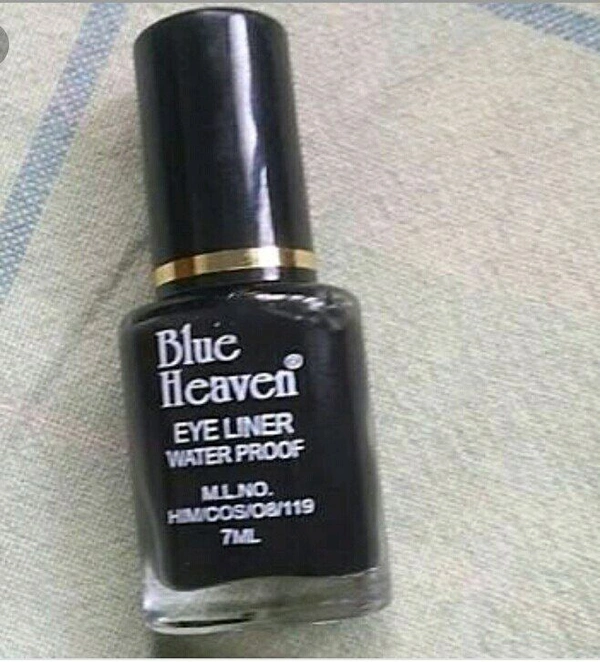 Blue
Heaven®
EYE LINER
WATER PROOF
M.L.NO.
HIM/COS/08/119
7ML